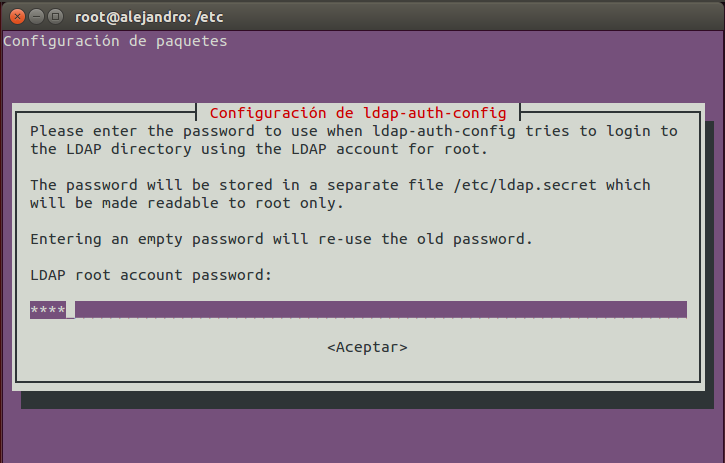 root@alejandro: /etc
Configuración de paquetes
Configuración de ldap-auth-config
Please enter the password to use when ldap-auth-config tries to login to
the LDAP directory using the LDAP account for root.
The password will be stored in a separate file /etc/ldap.secret which
will be made readable to root only.
Entering an empty password will re-use the old password.
LDAP root account password:
****
<Aceptar>